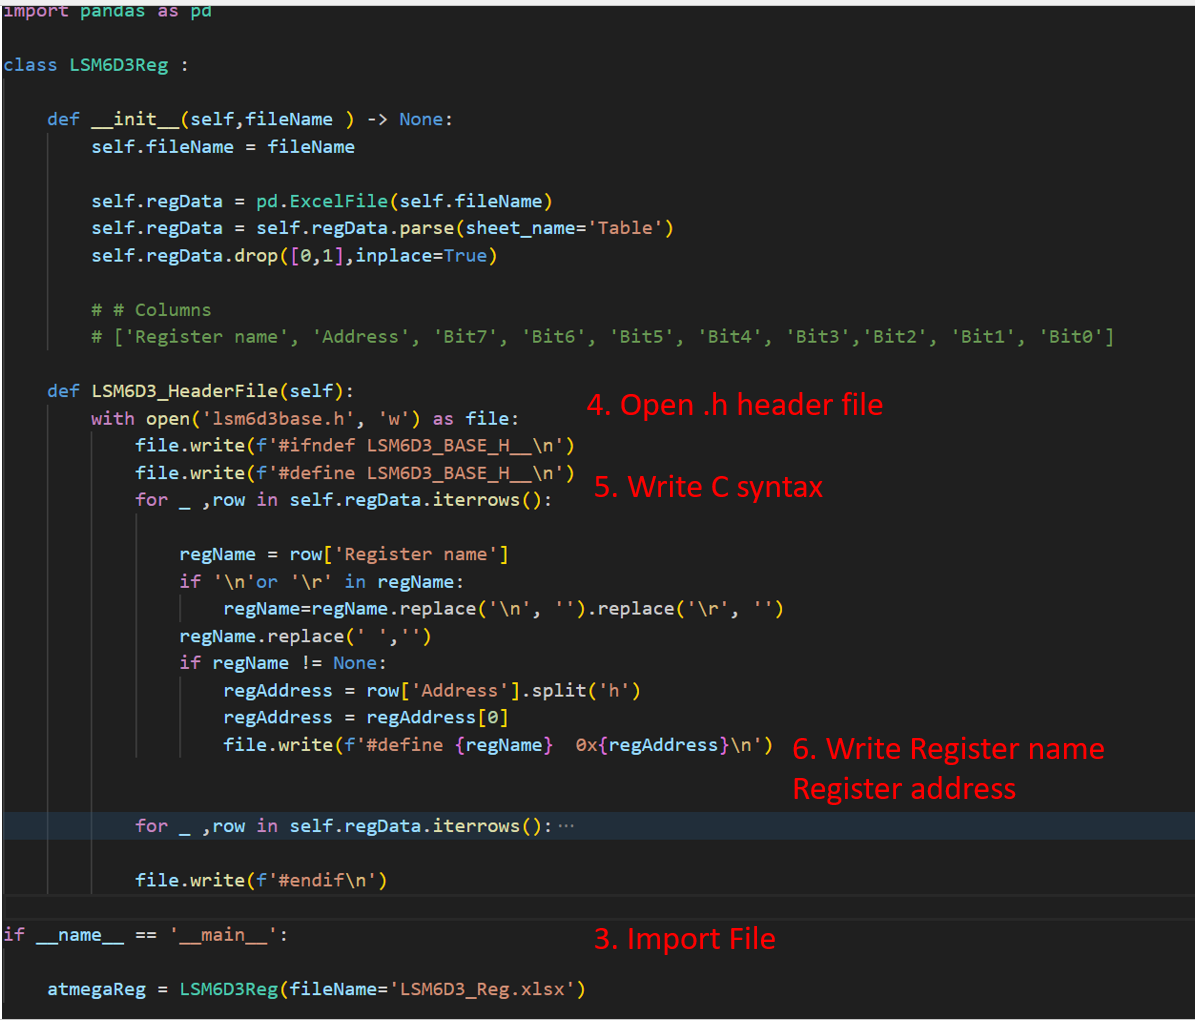 import pandas as pd
class LSM6D3Reg :
def __init__(self,fileName ) -> None:
self.fileName = fileName
self.regData = pd.ExcelFile(self.fileName)
self.regData = self.regData.parse(sheet_name='Table')
self.regData.drop([0,1],inplace=True)
# # Columns
# ['Register name', 'Address', 'Bit7', 'Bit6', 'Bit5', 'Bit4', 'Bit3','Bit2', 'Bit1', 'Bit0']
def LSM6D3_HeaderFile(self):
4. Open .h header file
with open('lsm6d3base.h', 'w') as file:
file.write(f'#ifndef LSM6D3_BASE_H__\n')
file.write(f'#define LSM6D3_BASE_H__\n')
5. Write C syntax
for _ ,row in self.regData.iterrows():
regName = row['Register name']
if '\n'or '\r' in regName:
regName=regName.replace('\n', '').replace('\r', '')
regName.replace(' ','')
if regName != None:
regAddress = row['Address'].split('h')
regAddress = regAddress[0]
file.write(f'#define {regName}  0x{regAddress}\n')
6. Write Register name
Register address
for _ ,row in self.regData.iterrows():···
file.write(f'#endif\n')
if __name__ == '__main__':
3. Import File
atmegaReg = LSM6D3Reg(fileName='LSM6D3_Reg.xlsx')